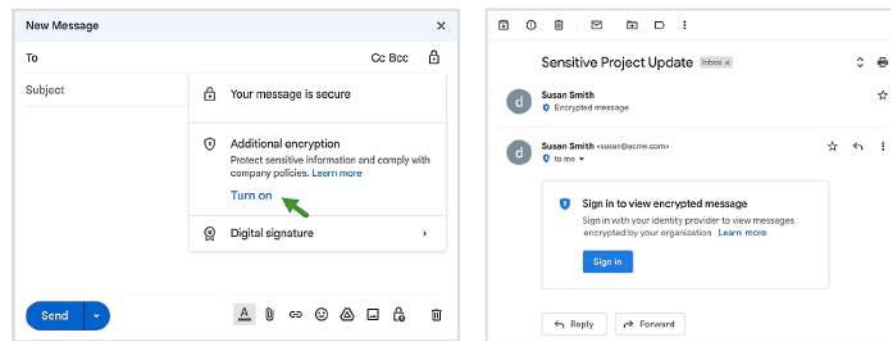 New Message
To
Cc Bcc
Subject
Your message is secure
Additional encryption
Protect sensitive information and comply with
company policies. Learn more
Turn on
Digital signature
Send
Sensitive Project Update Inbox x
d
Susan Smith
Encrypted message
d
Susan Smith <susan@acme.com>
to me
Sign in to view encrypted message
Sign in with your identity provider to view messages
encrypted by your organization Learn more
Sign in
Reply
Forward